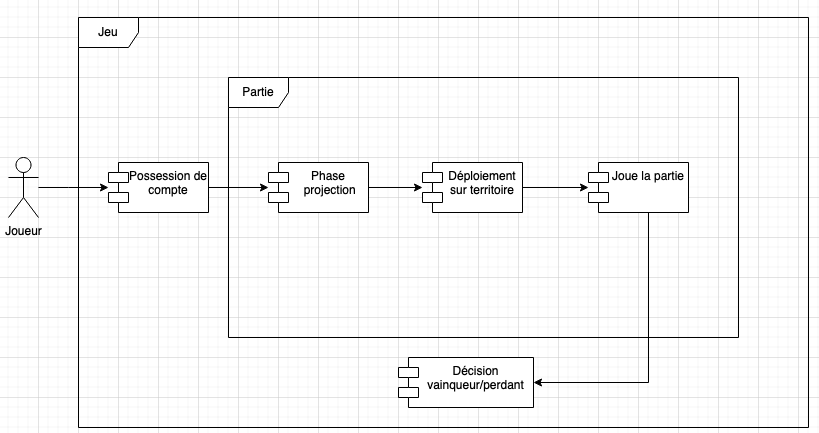 Jeu
Partie
Possession de
compte
Phase
projection
Déploiement
sur territoire
Joue la partie
Joueur
Décision
vainqueur/perdant